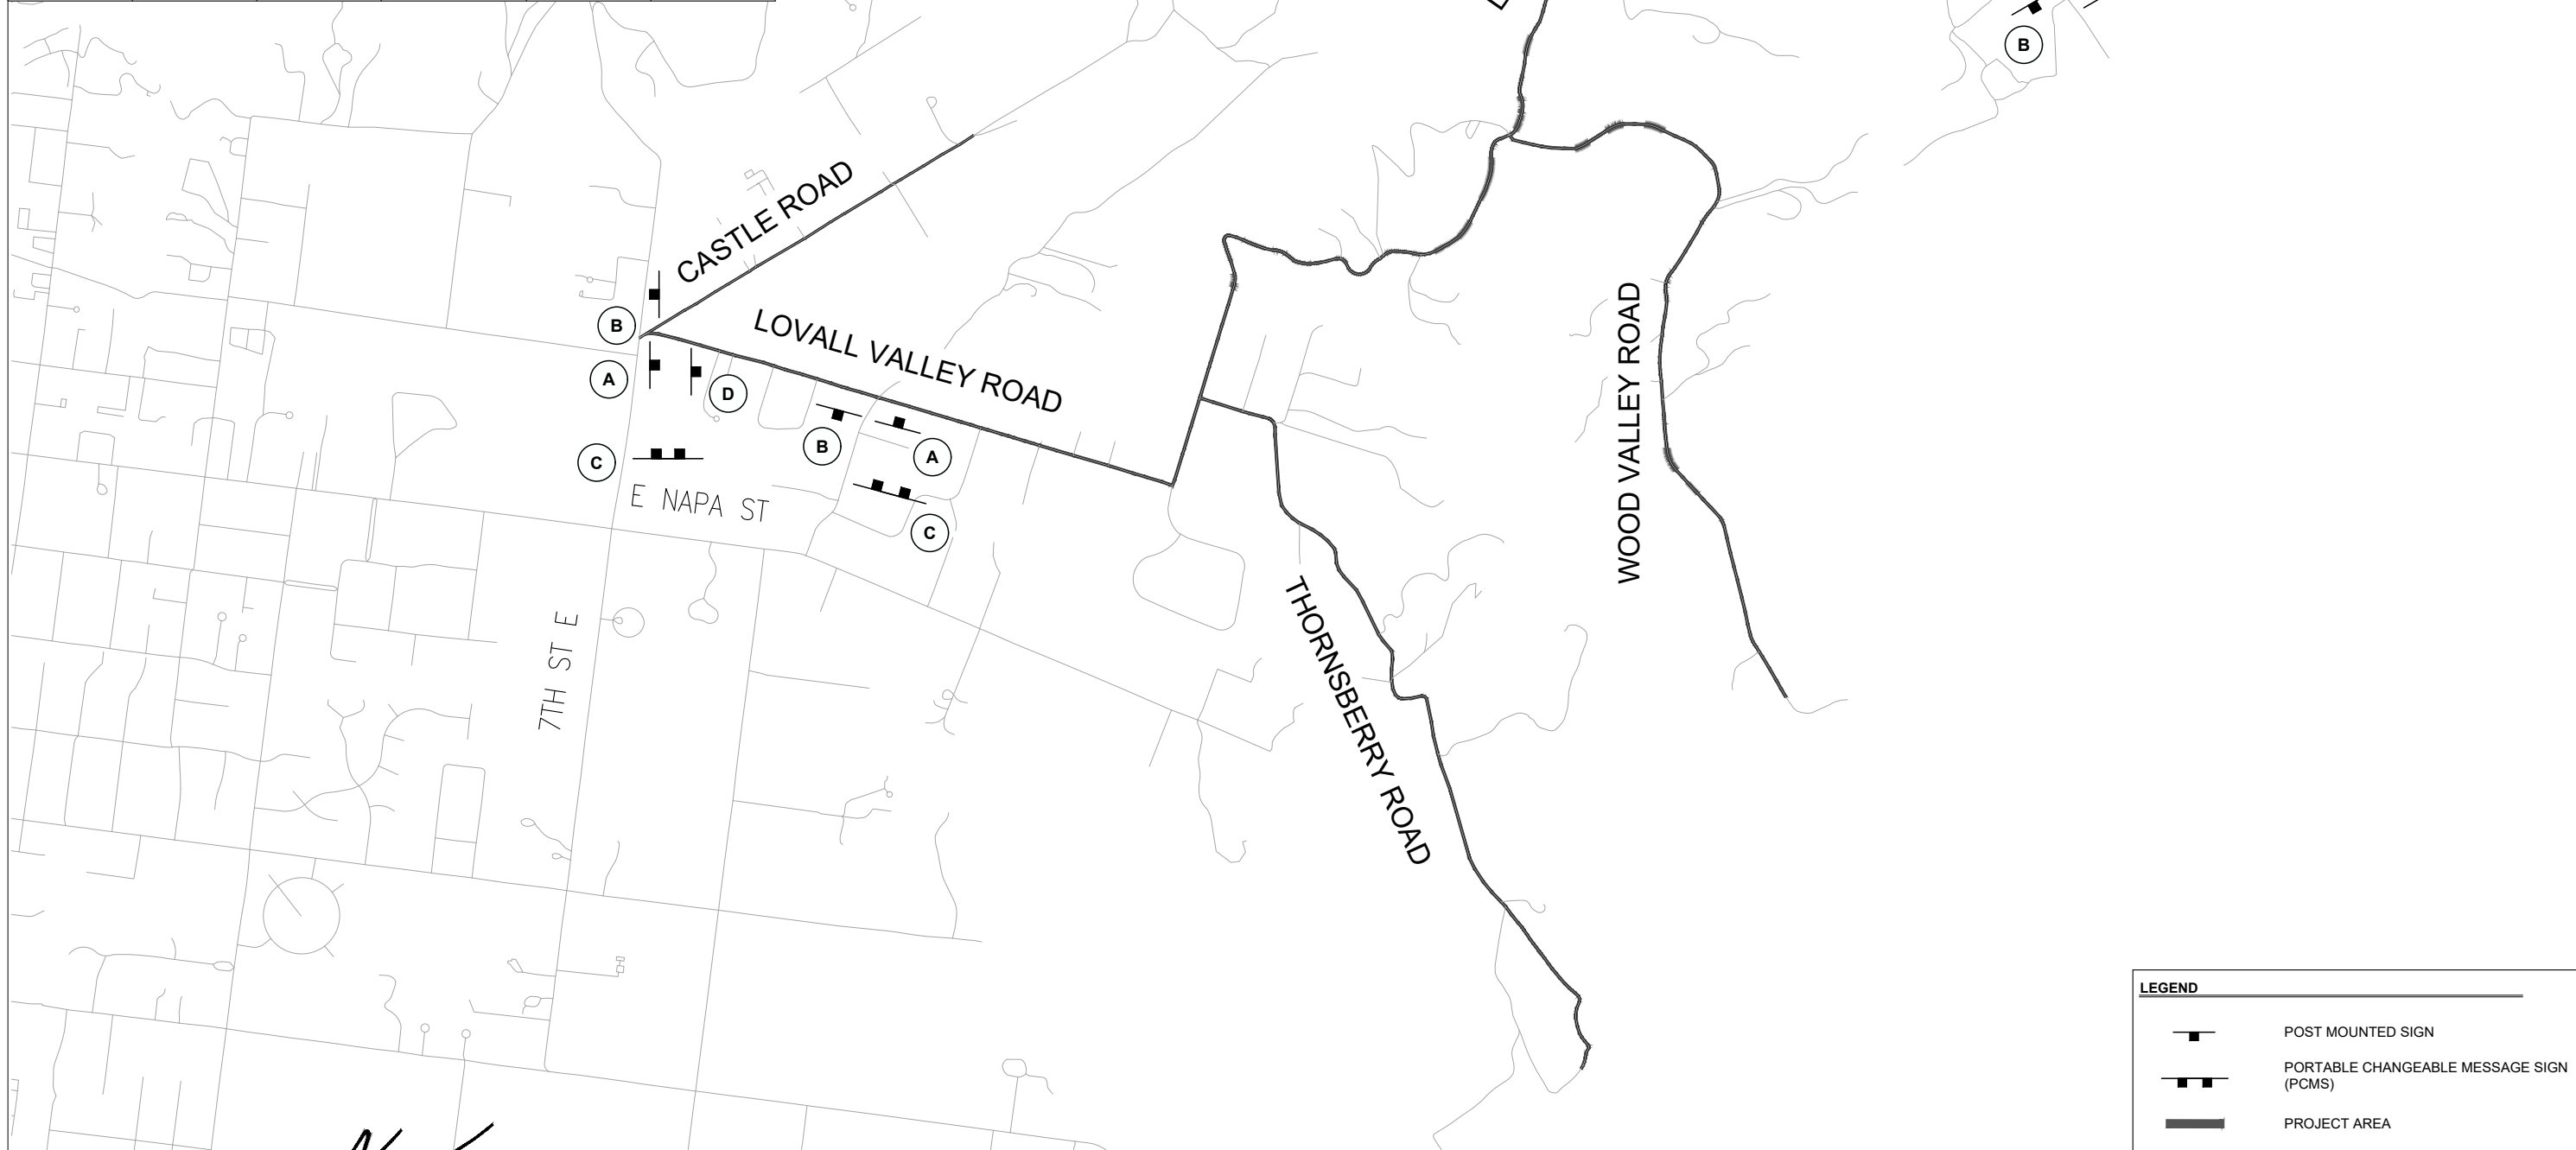 B
CASTLE ROAD
B
LOVALL VALLEY ROAD
A
D
B
A
C
E NAPA ST
C
WOOD VALLEY ROAD
7TH ST E
THORNSBERRY ROAD
LEGEND
POST MOUNTED SIGN
PORTABLE CHANGEABLE MESSAGE SIGN
(PCMS)
PROJECT AREA